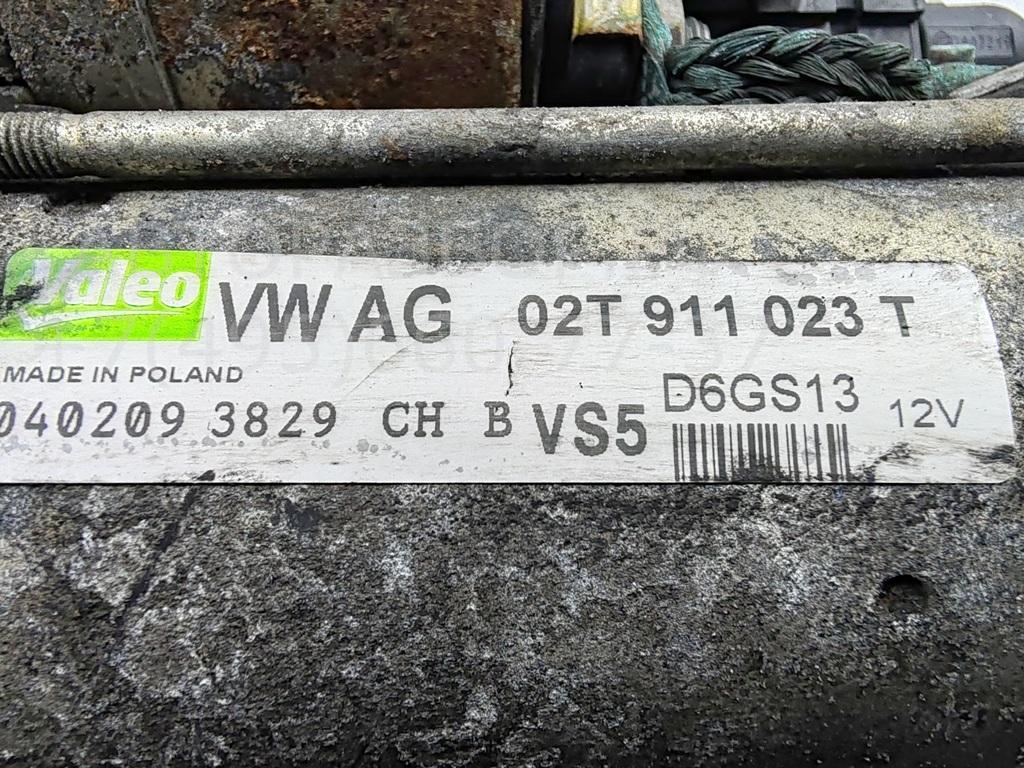 Valeo VW AG 02T 911 023 T
MADE IN POLAND
040209 3829 CH B VS5 D6GS13 12V